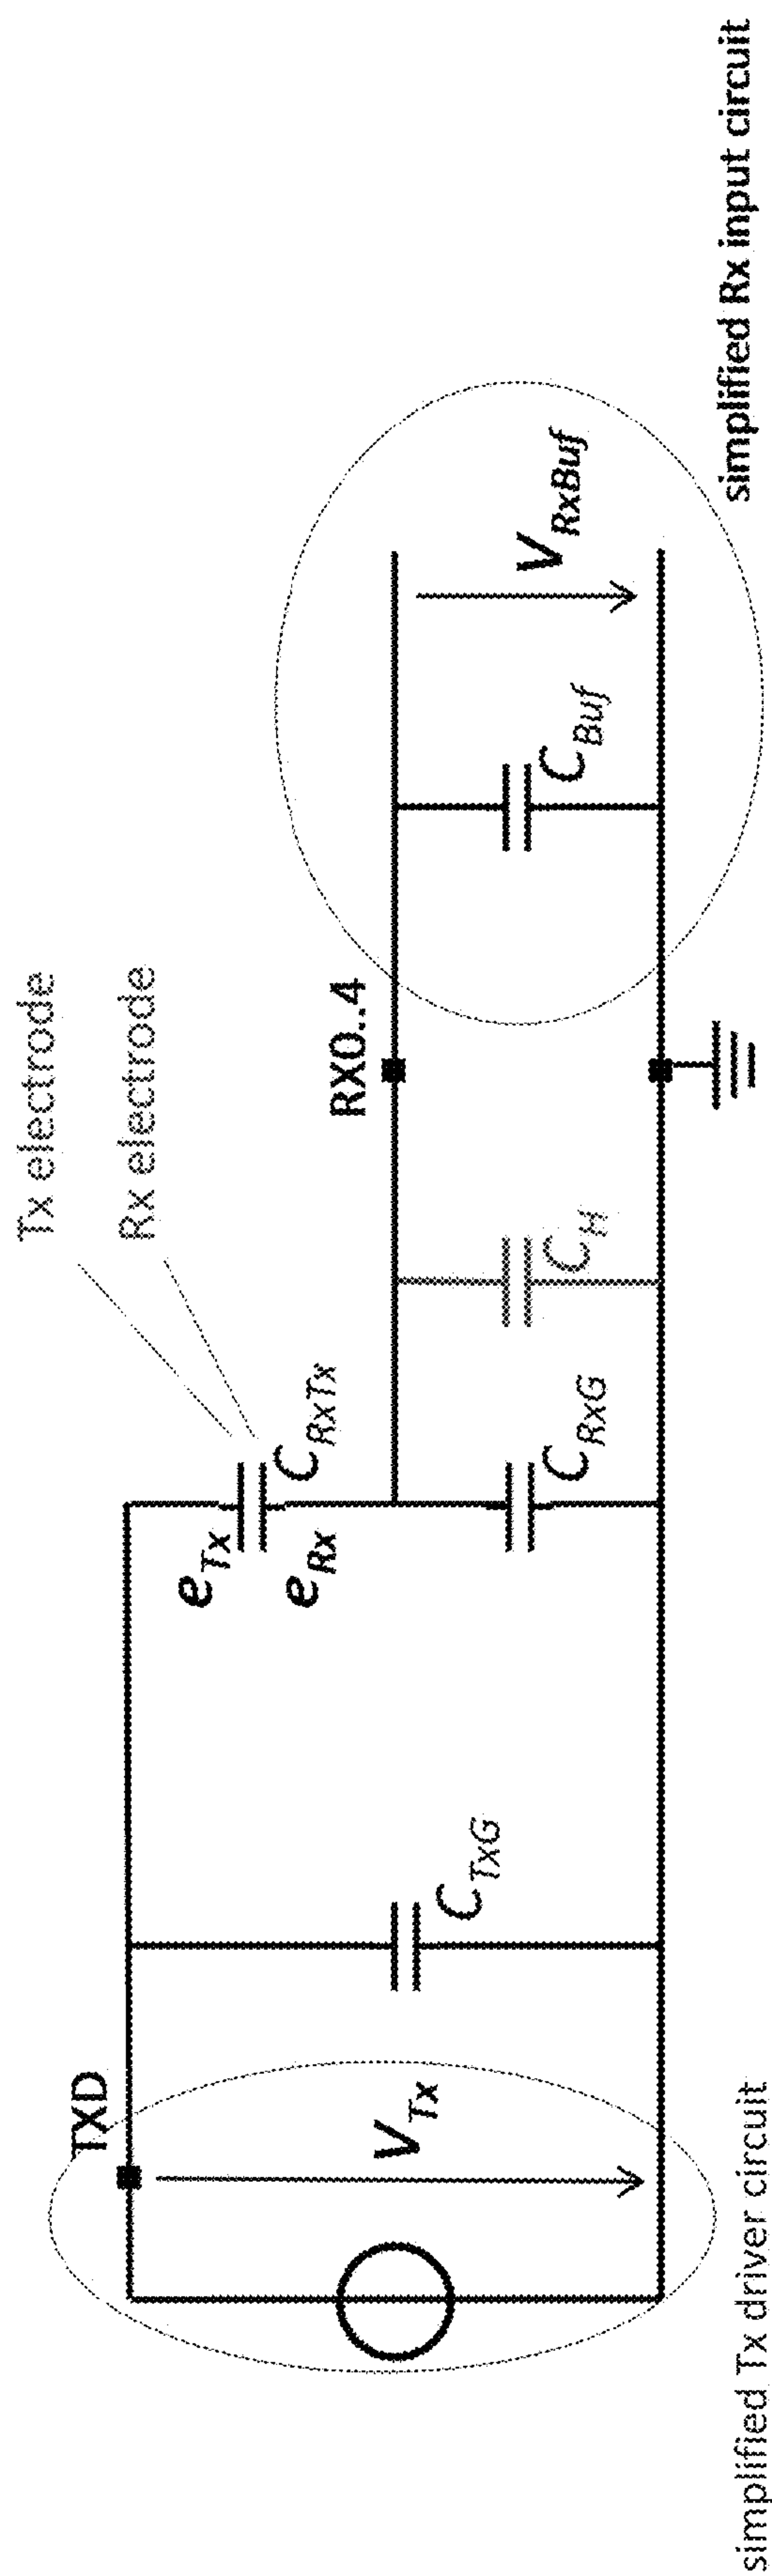 Tx electrode
Rx electrode
TXD
e_Tx
C_RxTx
e_Rx
RX0..4
V_Tx
C_TxG
C_RxG
C_H
C_Buf
V_RxBuf
simplified Tx driver circuit
simplified Rx input circuit